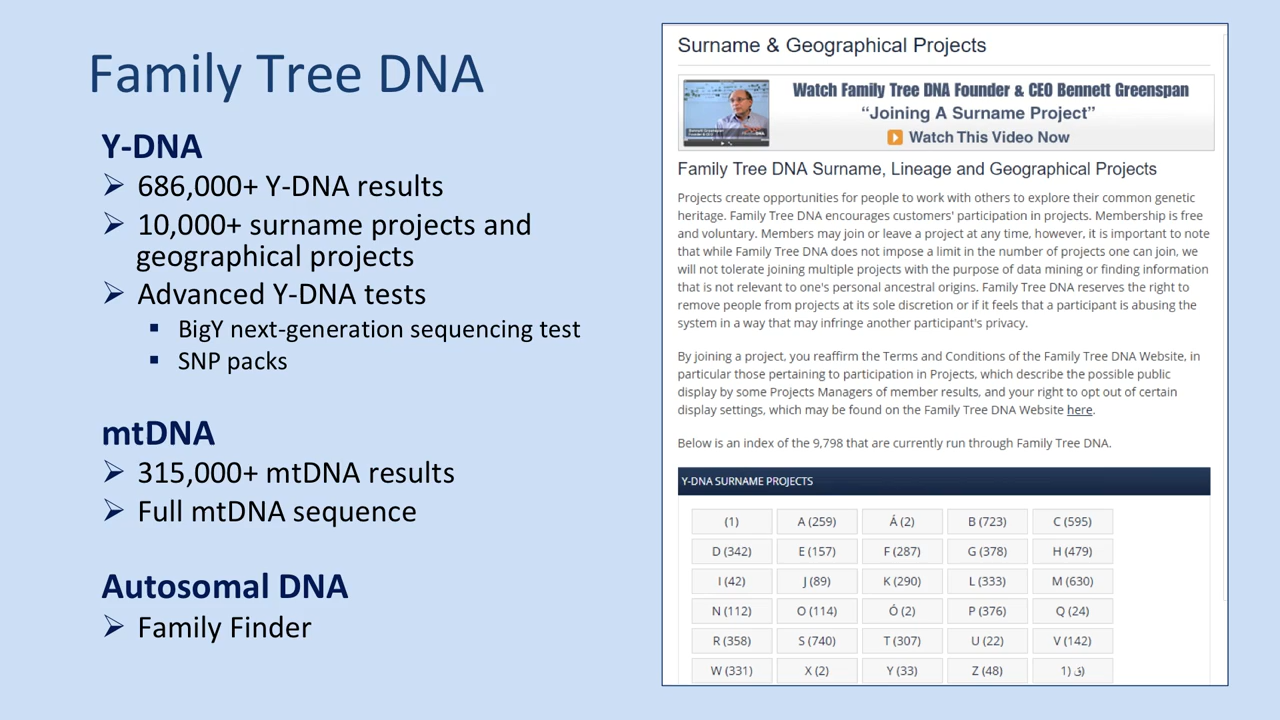 Family Tree DNA
Y-DNA
➢ 686,000+ Y-DNA results
➢ 10,000+ surname projects and
geographical projects
➢ Advanced Y-DNA tests
▪ BigY next-generation sequencing test
▪ SNP packs
mtDNA
➢ 315,000+ mtDNA results
➢ Full mtDNA sequence
Autosomal DNA
➢ Family Finder
Surname & Geographical Projects
Watch Family Tree DNA Founder & CEO Bennett Greenspan
“Joining A Surname Project”
Watch This Video Now
Family Tree DNA Surname, Lineage and Geographical Projects
Projects create opportunities for people to work with others to explore their common genetic
heritage. Family Tree DNA encourages customers' participation in projects. Membership is free
and voluntary. Members may join or leave a project at any time, however, it is important to note
that while Family Tree DNA does not impose a limit in the number of projects one can join, we
will not tolerate joining multiple projects with the purpose of data mining or finding information
that is not relevant to one's personal ancestral origins. Family Tree DNA reserves the right to
remove people from projects at its sole discretion or if it feels that a participant is abusing the
system in a way that may infringe another participant's privacy.
By joining a project, you reaffirm the Terms and Conditions of the Family Tree DNA Website, in
particular those pertaining to participation in Projects, which describe the possible public
display by some Projects Managers of member results, and your right to opt out of certain
display settings, which may be found on the Family Tree DNA Website here.
Below is an index of the 9,798 that are currently run through Family Tree DNA.
Y-DNA SURNAME PROJECTS
(1) A (259) Á (2) B (723) C (595)
D (342) E (157) F (287) G (378) H (479)
I (42) J (89) K (290) L (333) M (630)
N (112) O (114) Ó (2) P (376) Q (24)
R (358) S (740) T (307) U (22) V (142)
W (331) X (2) Y (33) Z (48) ق (1)